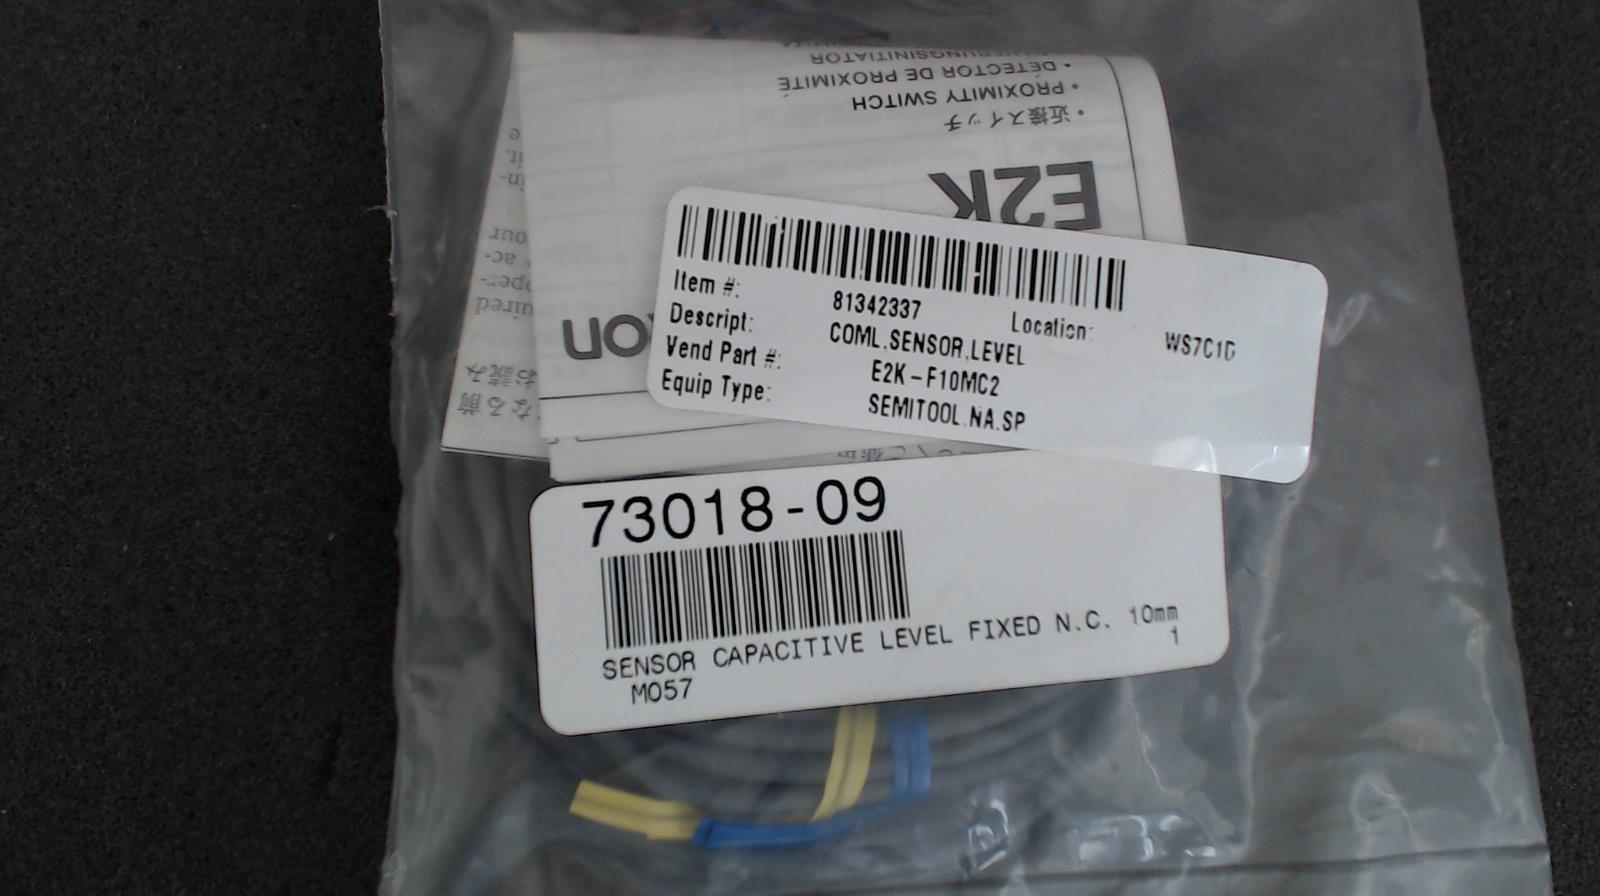 NÄHERUNGSINITIATOR
• DÉTECTOR DE PROXIMITÉ
• PROXIMITY SWITCH
• 近接スイッチ
E2K
Item #: 81342337 Location: WS7C1D
Descript: COML,SENSOR,LEVEL
Vend Part #: E2K-F10MC2
Equip Type: SEMITOOL.NA.SP
73018-09
SENSOR CAPACITIVE LEVEL FIXED N.C. 10mm
M057 1